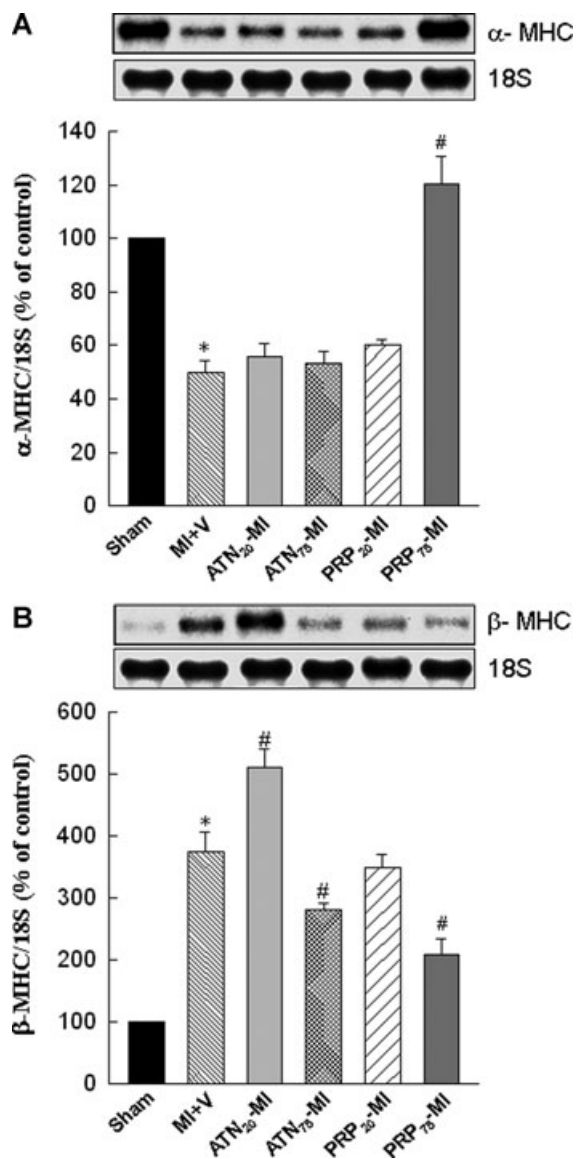 A
α- MHC
18S
140
#
120
100
80
*
60
40
20
0
α-MHC/18S (% of control)
Sham
MI+V
ATN₂₀-MI
ATN₇₅-MI
PRP₂₀-MI
PRP₇₅-MI
B
β- MHC
18S
600
#
500
400
*
#
300
#
200
100
0
β-MHC/18S (% of control)
Sham
MI+V
ATN₂₀-MI
ATN₇₅-MI
PRP₂₀-MI
PRP₇₅-MI